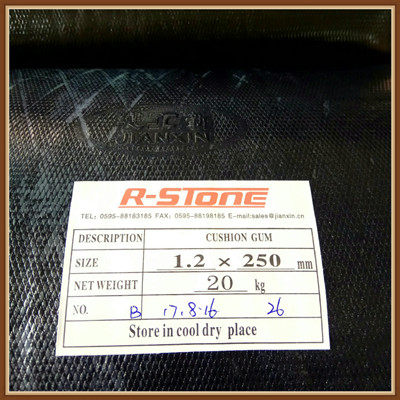 JIANXIN
R-STONE
TEL: 0595-88183185 FAX: 0595-88198185 E-mail:sales@jianxin.cn
DESCRIPTION CUSHION GUM
SIZE 1.2 × 250 mm
NET WEIGHT 20 kg
NO. B 17.8.16 26
Store in cool dry place